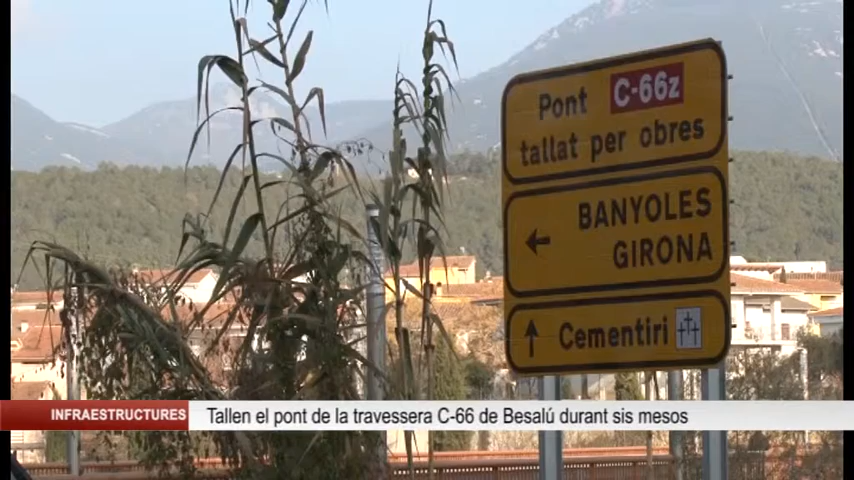 Pont C-66z
tallat per obres
BANYOLES
GIRONA
Cementiri
INFRAESTRUCTURES
Tallen el pont de la travessera C-66 de Besalú durant sis mesos